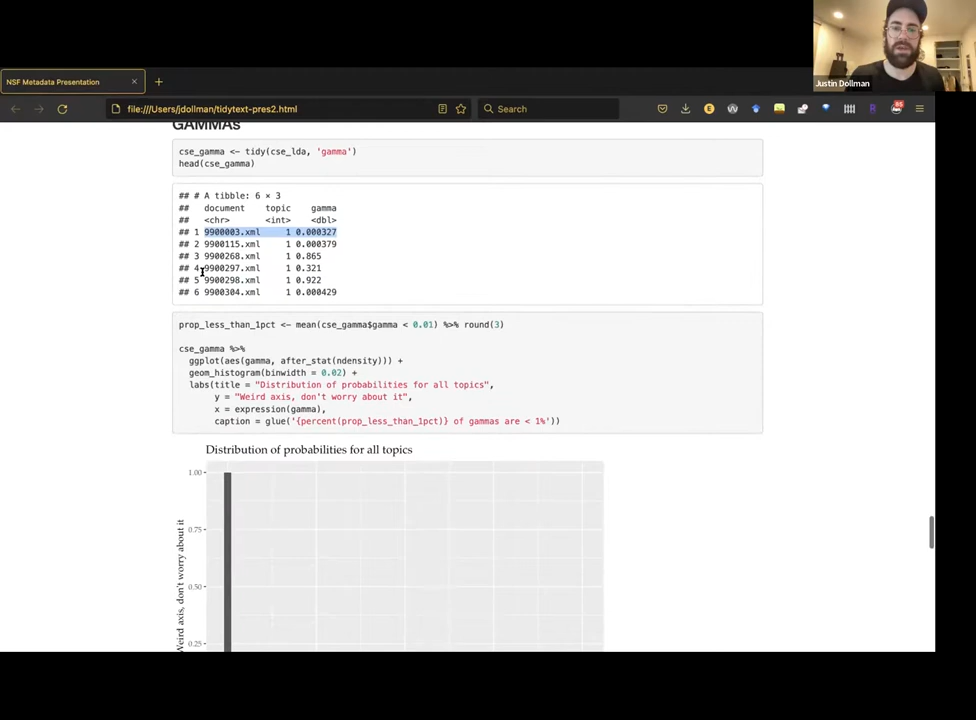 Justin Dollman
NSF Metadata Presentation × +
file:///Users/jdollman/tidytext-pres2.html
Search
GAMMAs
cse_gamma <- tidy(cse_lda, 'gamma')
head(cse_gamma)
## # A tibble: 6 × 3
## document topic gamma
## <chr> <int> <dbl>
## 1 9900003.xml 1 0.000327
## 2 9900115.xml 1 0.000379
## 3 9900268.xml 1 0.865
## 4 9900297.xml 1 0.321
## 5 9900298.xml 1 0.922
## 6 9900304.xml 1 0.000429
prop_less_than_1pct <- mean(cse_gamma$gamma < 0.01) %>% round(3)
cse_gamma %>%
ggplot(aes(gamma, after_stat(ndensity))) +
geom_histogram(binwidth = 0.02) +
labs(title = "Distribution of probabilities for all topics",
y = "Weird axis, don't worry about it",
x = expression(gamma),
caption = glue('{percent(prop_less_than_1pct)} of gammas are < 1%'))
Distribution of probabilities for all topics
1.00
0.75
0.50
0.25
Weird axis, don't worry about it